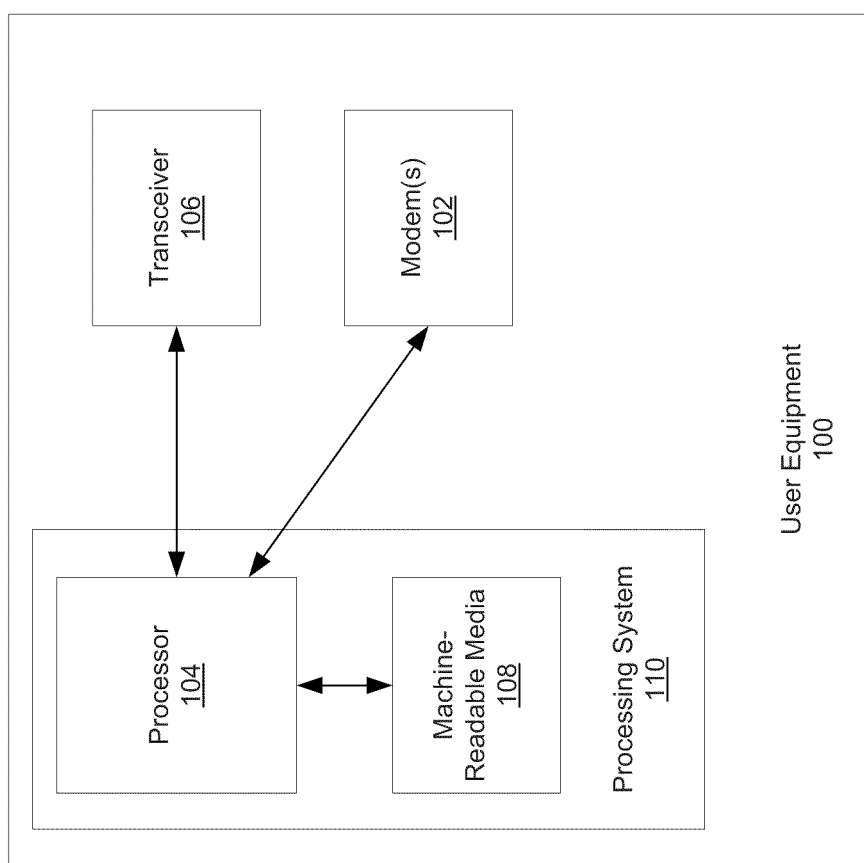 Processor
104
Transceiver
106
Machine-
Readable Media
108
Modem(s)
102
Processing System
110
User Equipment
100